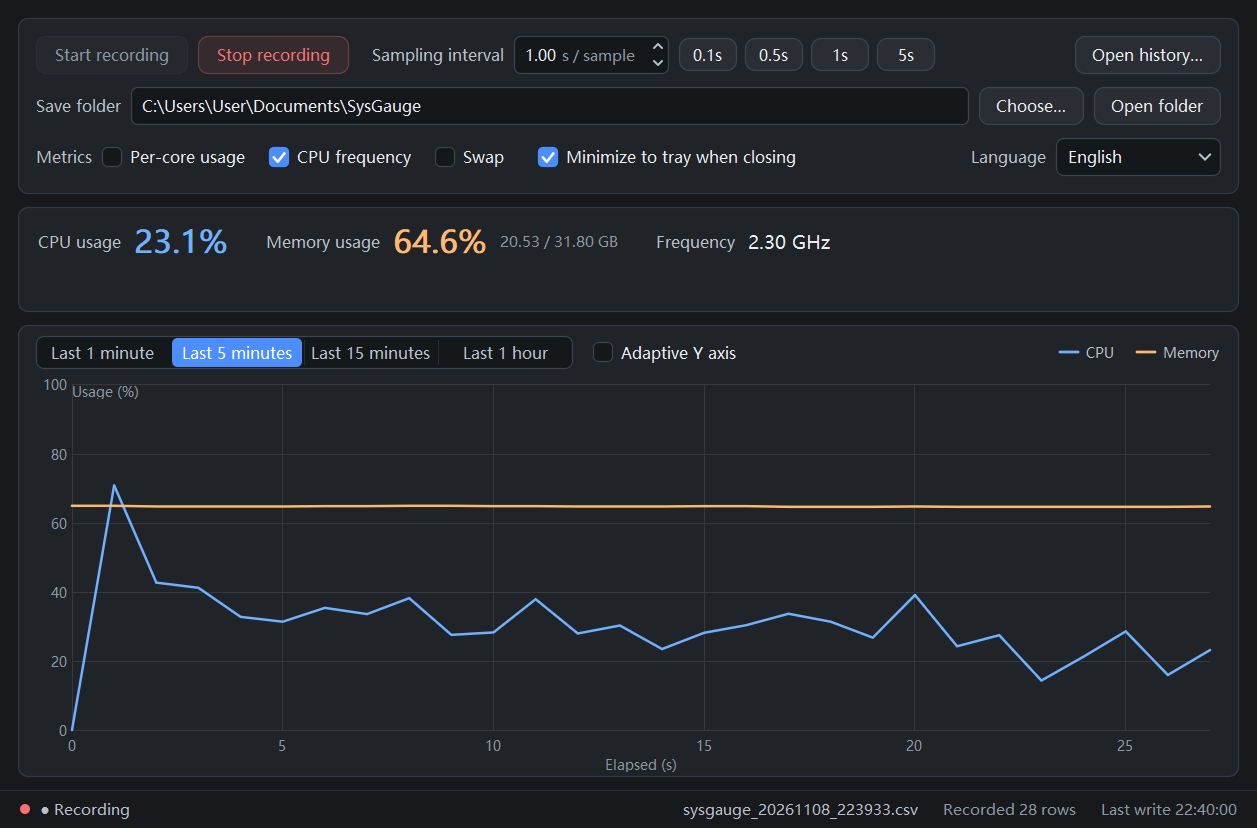 Start recording Stop recording Sampling interval 1.00 s / sample 0.1s 0.5s 1s 5s Open history...
Save folder C:\Users\User\Documents\SysGauge Choose... Open folder
Metrics Per-core usage CPU frequency Swap Minimize to tray when closing Language English
CPU usage 23.1% Memory usage 64.6% 20.53 / 31.80 GB Frequency 2.30 GHz
Last 1 minute Last 5 minutes Last 15 minutes Last 1 hour Adaptive Y axis CPU Memory
100 Usage (%)
80
60
40
20
0
0 5 10 15 20 25
Elapsed (s)
● Recording sysgauge_20261108_223933.csv Recorded 28 rows Last write 22:40:00